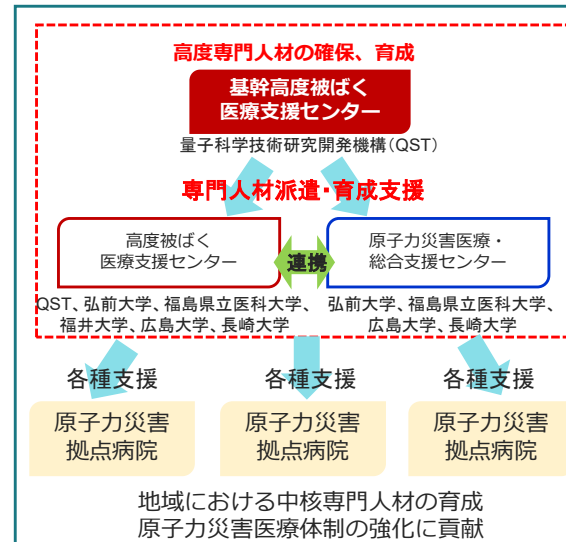 高度専門人材の確保、育成
基幹高度被ばく
医療支援センター
量子科学技術研究開発機構(QST)
専門人材派遣・育成支援
高度被ばく
医療支援センター
連携
原子力災害医療・
総合支援センター
QST、弘前大学、福島県立医科大学、
福井大学、広島大学、長崎大学
弘前大学、福島県立医科大学、
広島大学、長崎大学
各種支援
各種支援
各種支援
原子力災害
拠点病院
原子力災害
拠点病院
原子力災害
拠点病院
地域における中核専門人材の育成
原子力災害医療体制の強化に貢献